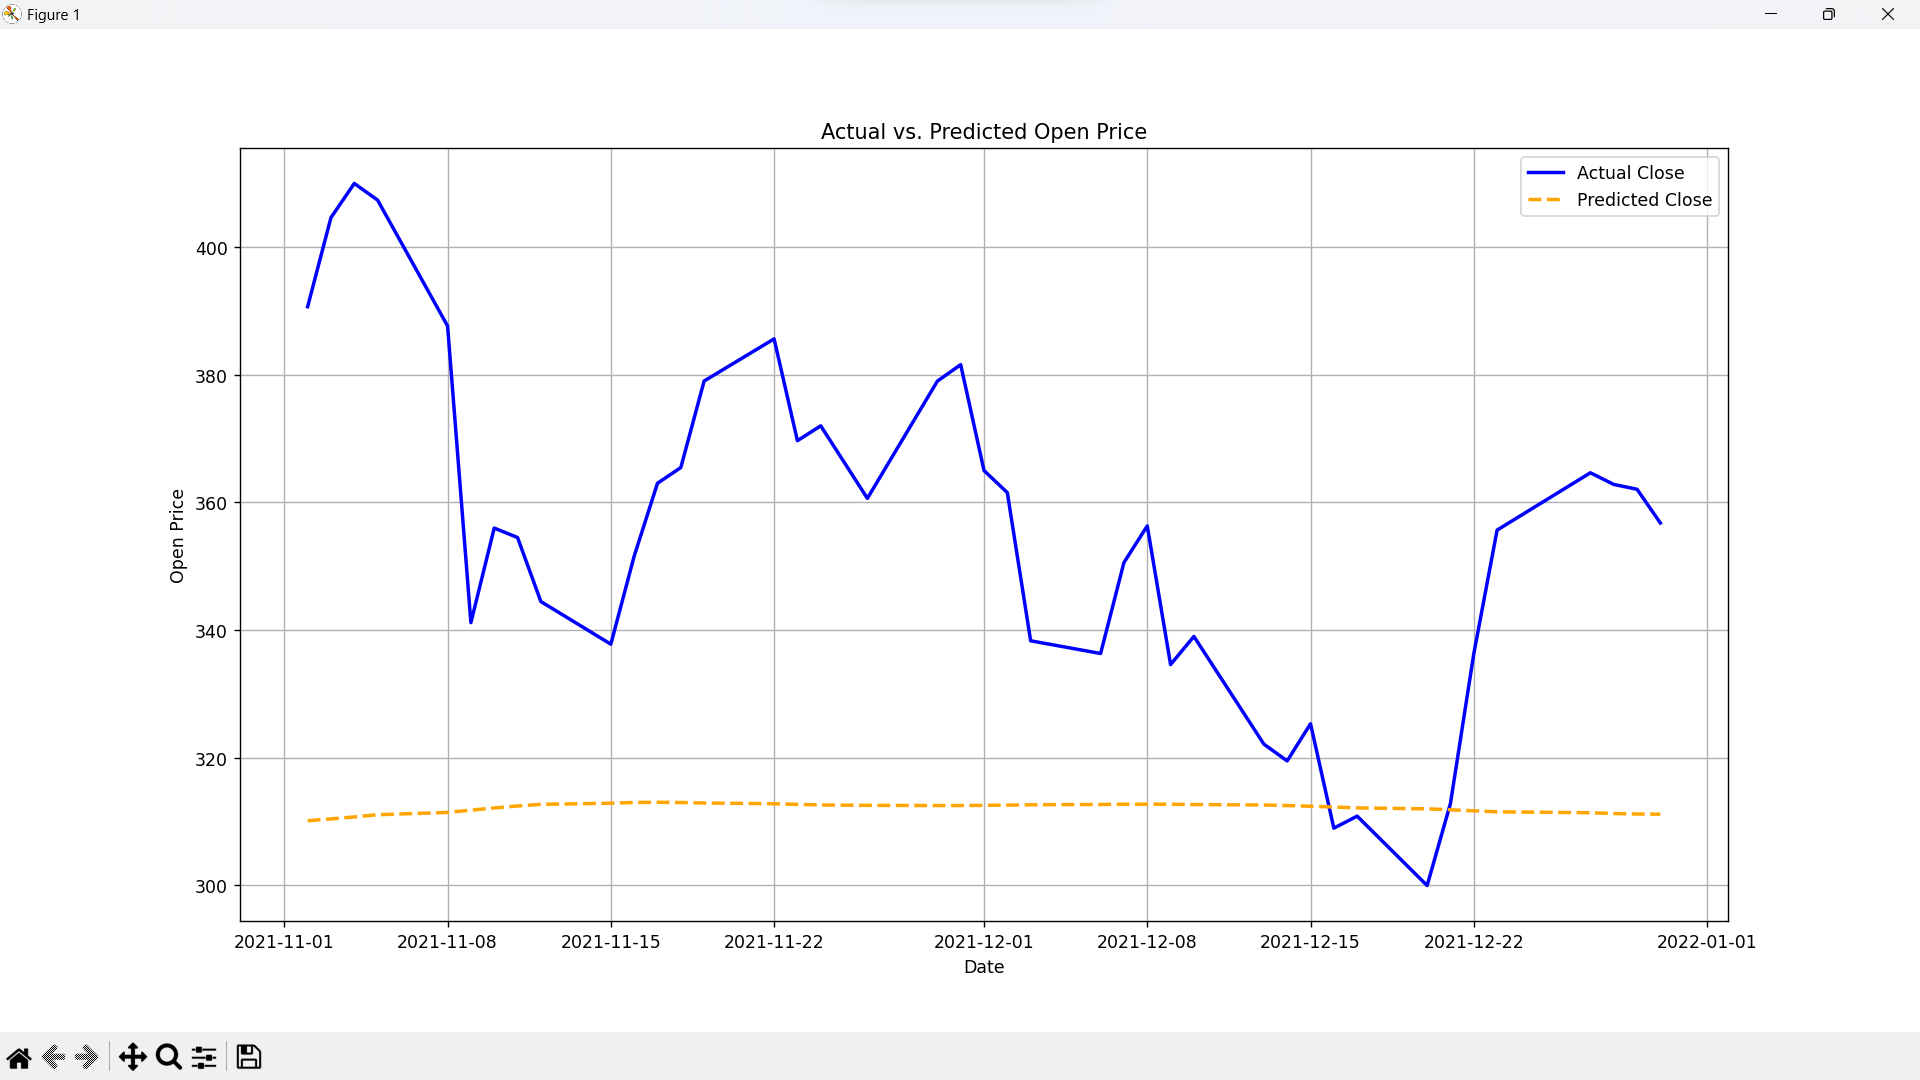 Figure 1
Actual vs. Predicted Open Price
Actual Close
Predicted Close
400
380
360
340
320
300
Open Price
2021-11-01 2021-11-08 2021-11-15 2021-11-22 2021-12-01 2021-12-08 2021-12-15 2021-12-22 2022-01-01
Date